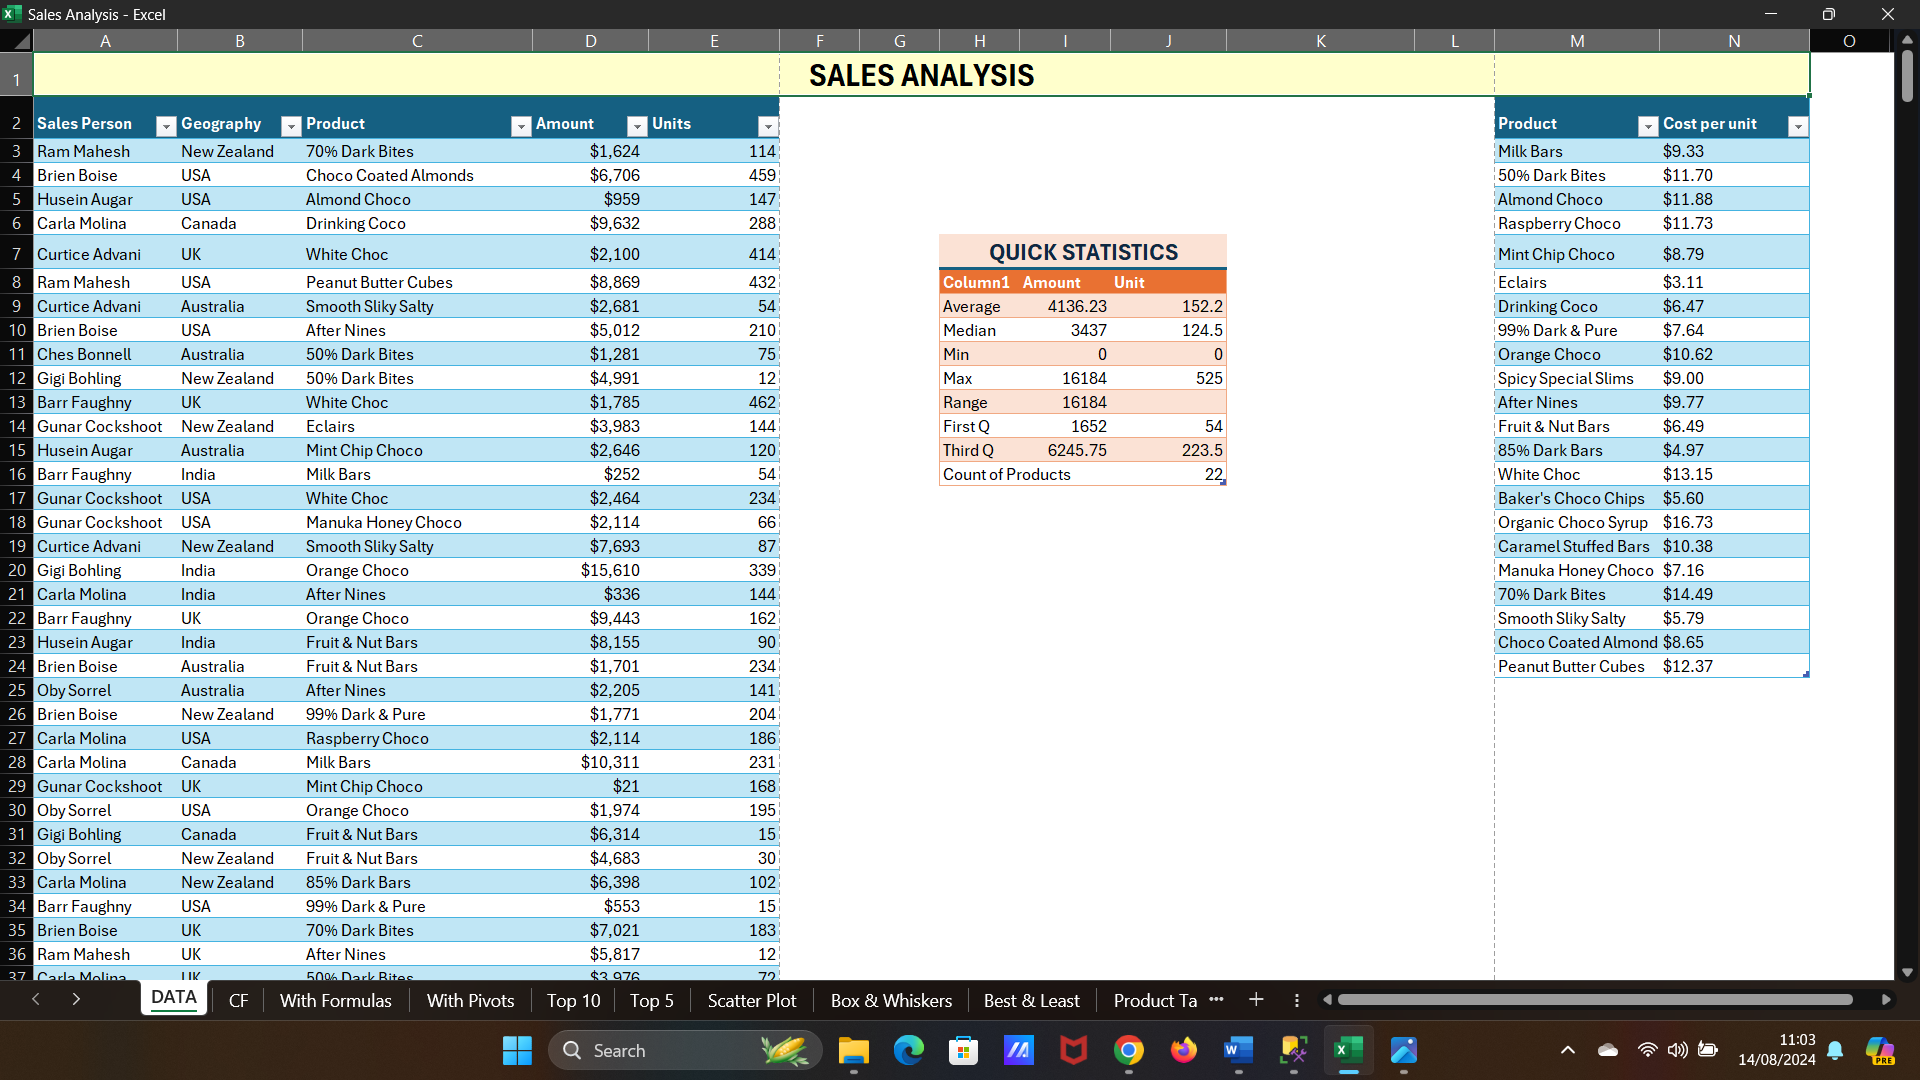 Sales Analysis - Excel
A B C D E F G H I J K L M N O
1 SALES ANALYSIS
2 Sales Person Geography Product Amount Units Product Cost per unit
3 Ram Mahesh New Zealand 70% Dark Bites $1,624 114 Milk Bars $9.33
4 Brien Boise USA Choco Coated Almonds $6,706 459 50% Dark Bites $11.70
5 Husein Augar USA Almond Choco $959 147 Almond Choco $11.88
6 Carla Molina Canada Drinking Coco $9,632 288 Raspberry Choco $11.73
7 Curtice Advani UK White Choc $2,100 414 QUICK STATISTICS Mint Chip Choco $8.79
8 Ram Mahesh USA Peanut Butter Cubes $8,869 432 Column1 Amount Unit Eclairs $3.11
9 Curtice Advani Australia Smooth Sliky Salty $2,681 54 Average 4136.23 152.2 Drinking Coco $6.47
10 Brien Boise USA After Nines $5,012 210 Median 3437 124.5 99% Dark & Pure $7.64
11 Ches Bonnell Australia 50% Dark Bites $1,281 75 Min 0 0 Orange Choco $10.62
12 Gigi Bohling New Zealand 50% Dark Bites $4,991 12 Max 16184 525 Spicy Special Slims $9.00
13 Barr Faughny UK White Choc $1,785 462 Range 16184 After Nines $9.77
14 Gunar Cockshoot New Zealand Eclairs $3,983 144 First Q 1652 54 Fruit & Nut Bars $6.49
15 Husein Augar Australia Mint Chip Choco $2,646 120 Third Q 6245.75 223.5 85% Dark Bars $4.97
16 Barr Faughny India Milk Bars $252 54 Count of Products 22 White Choc $13.15
17 Gunar Cockshoot USA White Choc $2,464 234 Baker's Choco Chips $5.60
18 Gunar Cockshoot USA Manuka Honey Choco $2,114 66 Organic Choco Syrup $16.73
19 Curtice Advani New Zealand Smooth Sliky Salty $7,693 87 Caramel Stuffed Bars $10.38
20 Gigi Bohling India Orange Choco $15,610 339 Manuka Honey Choco $7.16
21 Carla Molina India After Nines $336 144 70% Dark Bites $14.49
22 Barr Faughny UK Orange Choco $9,443 162 Smooth Sliky Salty $5.79
23 Husein Augar India Fruit & Nut Bars $8,155 90 Choco Coated Almond $8.65
24 Brien Boise Australia Fruit & Nut Bars $1,701 234 Peanut Butter Cubes $12.37
25 Oby Sorrel Australia After Nines $2,205 141
26 Brien Boise New Zealand 99% Dark & Pure $1,771 204
27 Carla Molina USA Raspberry Choco $2,114 186
28 Carla Molina Canada Milk Bars $10,311 231
29 Gunar Cockshoot UK Mint Chip Choco $21 168
30 Oby Sorrel USA Orange Choco $1,974 195
31 Gigi Bohling Canada Fruit & Nut Bars $6,314 15
32 Oby Sorrel New Zealand Fruit & Nut Bars $4,683 30
33 Carla Molina New Zealand 85% Dark Bars $6,398 102
34 Barr Faughny USA 99% Dark & Pure $553 15
35 Brien Boise UK 70% Dark Bites $7,021 183
36 Ram Mahesh UK After Nines $5,817 12
37 Carla Molina UK 50% Dark Bites $3,976 72
DATA CF With Formulas With Pivots Top 10 Top 5 Scatter Plot Box & Whiskers Best & Least Product Ta ···
Search
11:03
14/08/2024
PRE